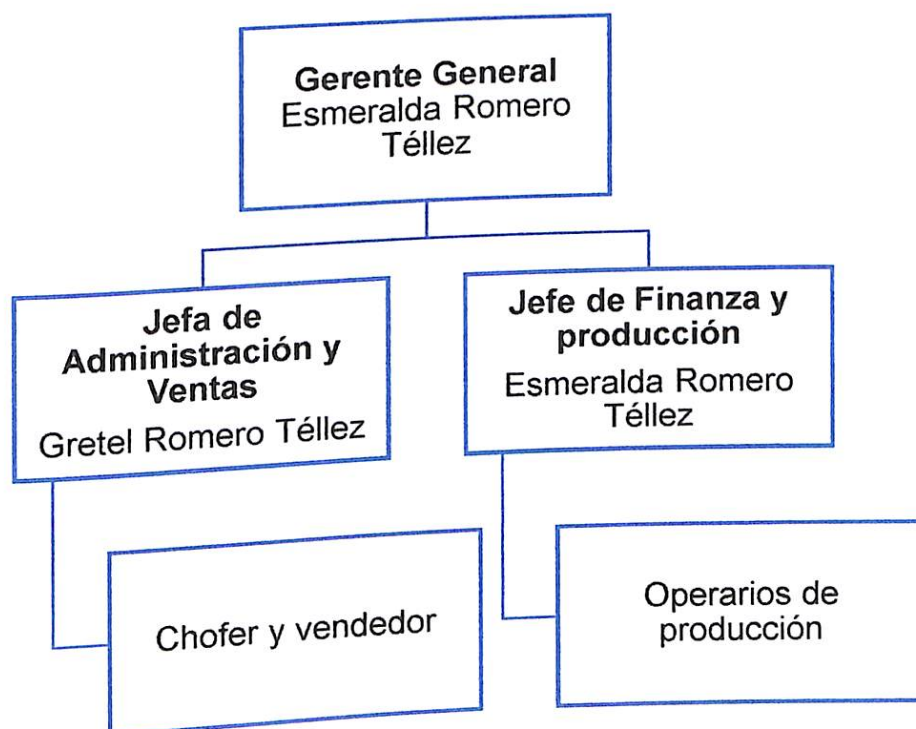 Gerente General
Esmeralda Romero
Téllez
Jefa de
Administración y
Ventas
Gretel Romero Téllez
Jefe de Finanza y
producción
Esmeralda Romero
Téllez
Chofer y vendedor
Operarios de
producción